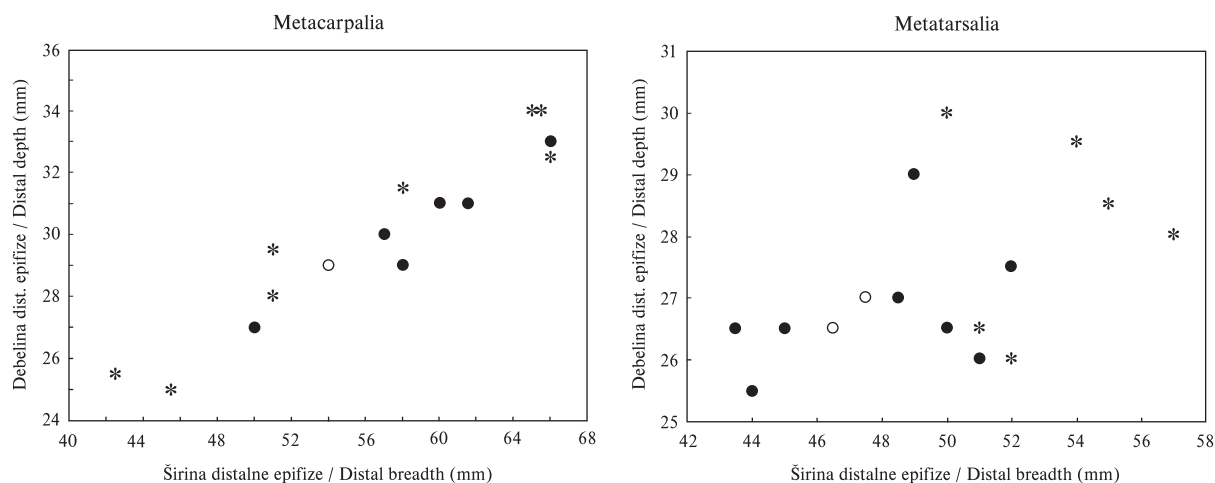 Metacarpalia
Debelina dist. epifize / Distal depth (mm)
36
34
32
30
28
26
24
40 44 48 52 56 60 64 68
Širina distalne epifize / Distal breadth (mm)
Metatarsalia
Debelina dist. epifize / Distal depth (mm)
31
30
29
28
27
26
25
42 44 46 48 50 52 54 56 58
Širina distalne epifize / Distal breadth (mm)